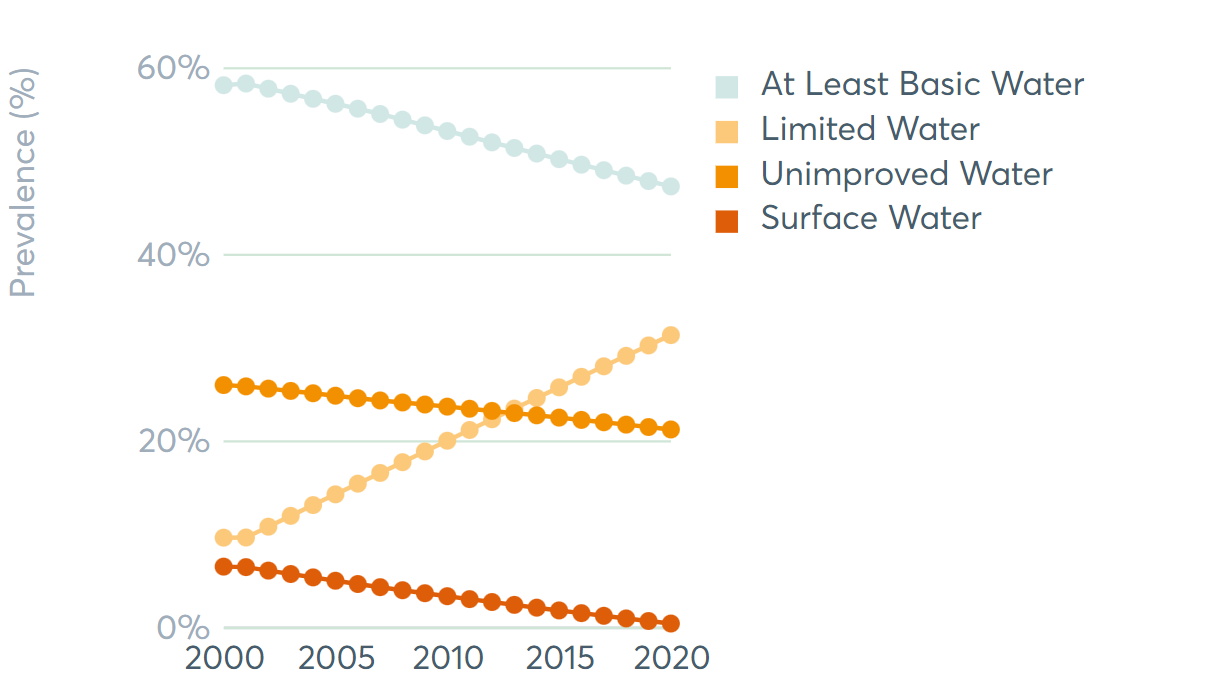 Prevalence (%)
60%
40%
20%
0%
2000 2005 2010 2015 2020
At Least Basic Water
Limited Water
Unimproved Water
Surface Water